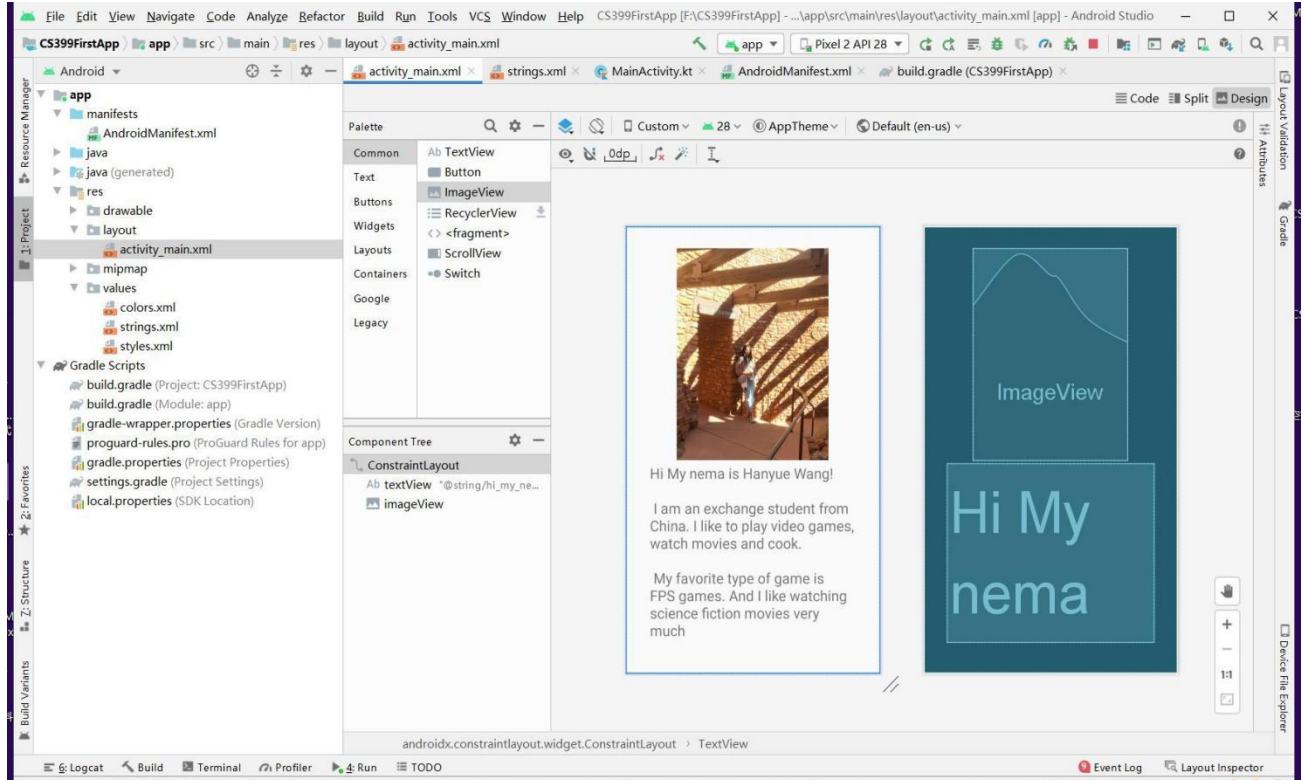 File Edit View Navigate Code Analyze Refactor Build Run Tools VCS Window Help CS399FirstApp [F:\CS399FirstApp] - ...\app\src\main\res\layout\activity_main.xml [app] - Android Studio
CS399FirstApp app src main res layout activity_main.xml app Pixel 2 API 28
Android activity_main.xml strings.xml MainActivity.kt AndroidManifest.xml build.gradle (CS399FirstApp)
Code Split Design
Resource Manager
1: Project
2: Favorites
Z: Structure
Build Variants
app
manifests
AndroidManifest.xml
java
java (generated)
res
drawable
layout
activity_main.xml
mipmap
values
colors.xml
strings.xml
styles.xml
Gradle Scripts
build.gradle (Project: CS399FirstApp)
build.gradle (Module: app)
gradle-wrapper.properties (Gradle Version)
proguard-rules.pro (ProGuard Rules for app)
gradle.properties (Project Properties)
settings.gradle (Project Settings)
local.properties (SDK Location)
Palette
Common
Text
Buttons
Widgets
Layouts
Containers
Google
Legacy
Ab TextView
Button
ImageView
RecyclerView
<fragment>
ScrollView
Switch
Component Tree
ConstraintLayout
Ab textView "@string/hi_my_ne...
imageView
Custom 28 AppTheme Default (en-us)
0dp
Hi My nema is Hanyue Wang!
I am an exchange student from
China. I like to play video games,
watch movies and cook.
My favorite type of game is
FPS games. And I like watching
science fiction movies very
much
ImageView
Hi My
nema
1:1
Layout Validation
Attributes
Gradle
Device File Explorer
androidx.constraintlayout.widget.ConstraintLayout › TextView
6: Logcat Build Terminal Profiler 4: Run TODO 9 Event Log Layout Inspector